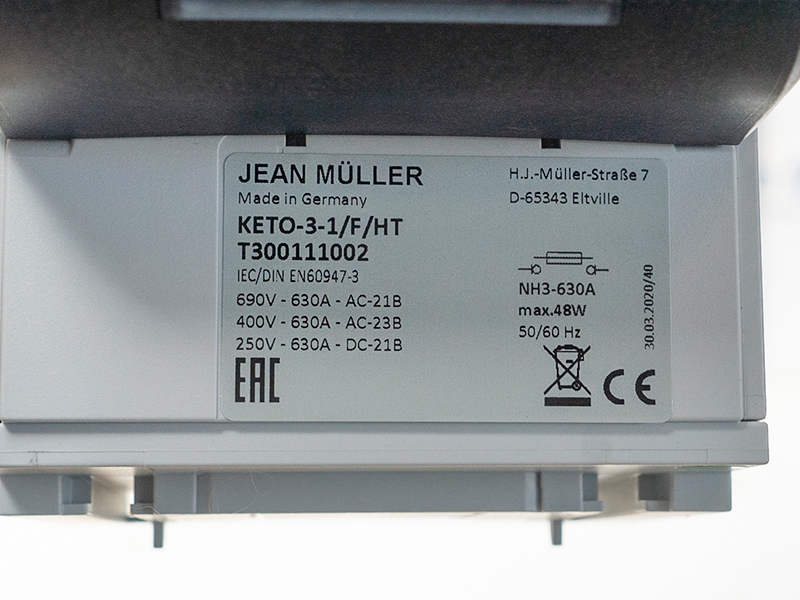 JEAN MÜLLER
Made in Germany
KETO-3-1/F/HT
T300111002
IEC/DIN EN60947-3
690V - 630A - AC-21B
400V - 630A - AC-23B
250V - 630A - DC-21B
EAC
H.J.-Müller-Straße 7
D-65343 Eltville
NH3-630A
max.48W
50/60 Hz
CE
30.03.2020/40